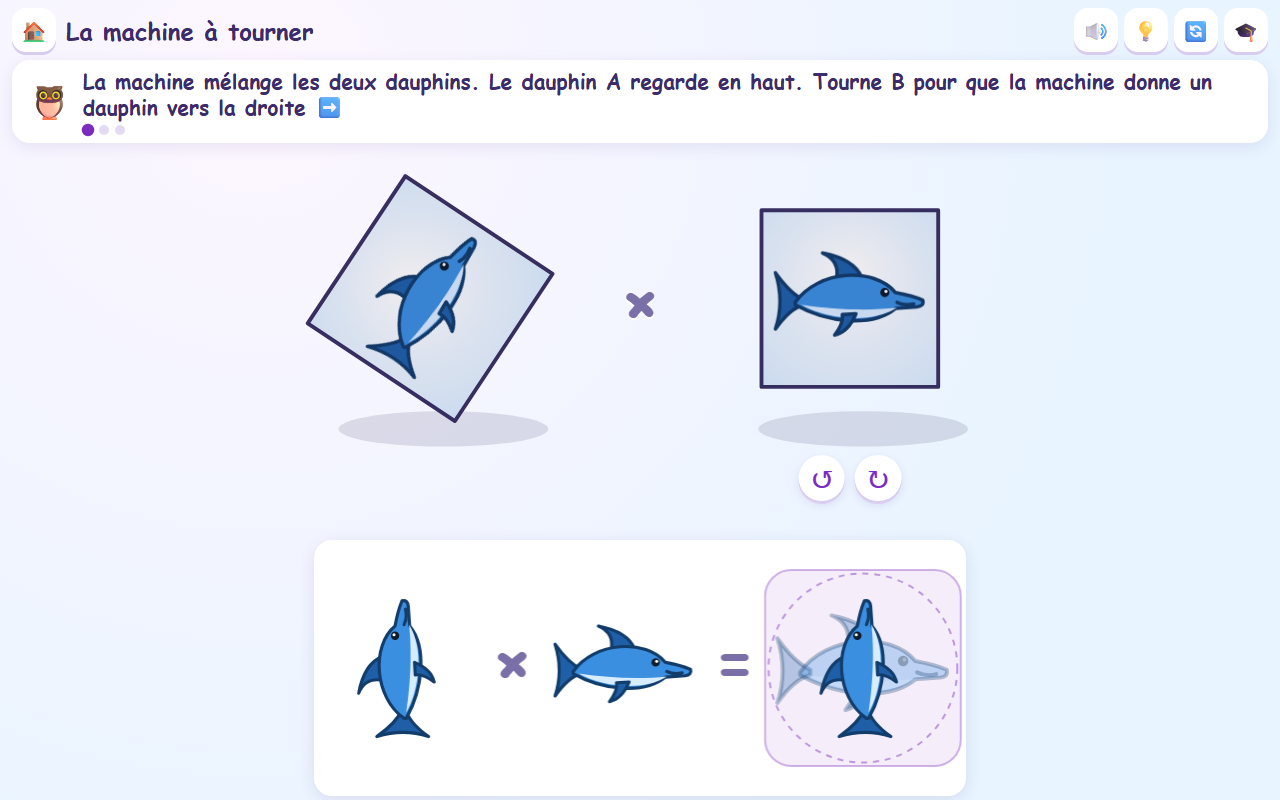 La machine à tourner
La machine mélange les deux dauphins. Le dauphin A regarde en haut. Tourne B pour que la machine donne un
dauphin vers la droite ➡️